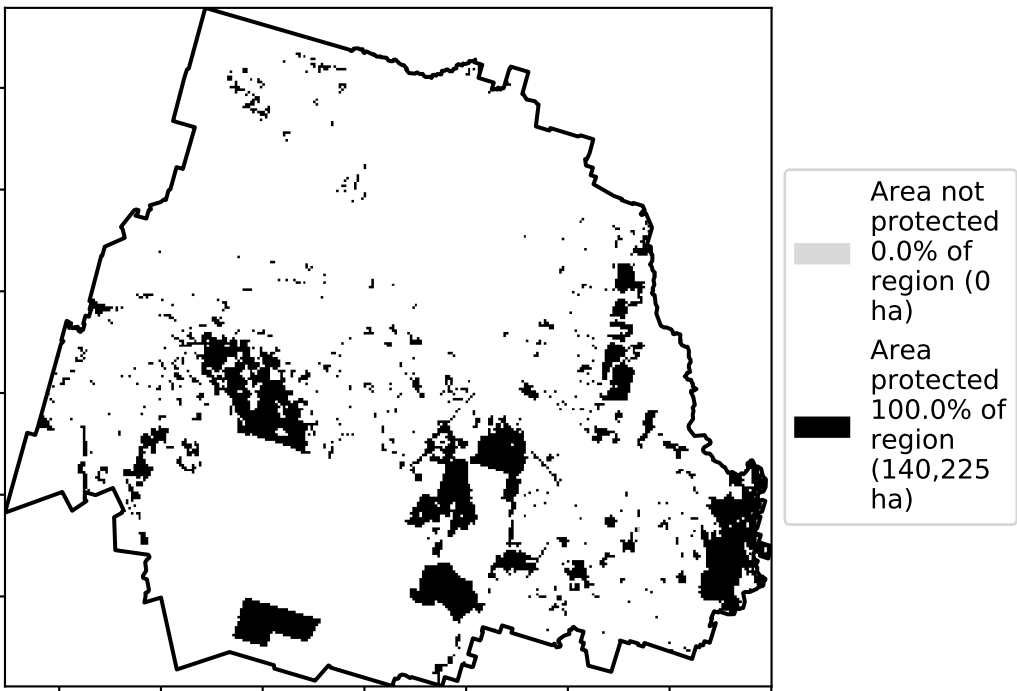 Area not
protected
0.0% of
region (0
ha)
Area
protected
100.0% of
region
(140,225
ha)